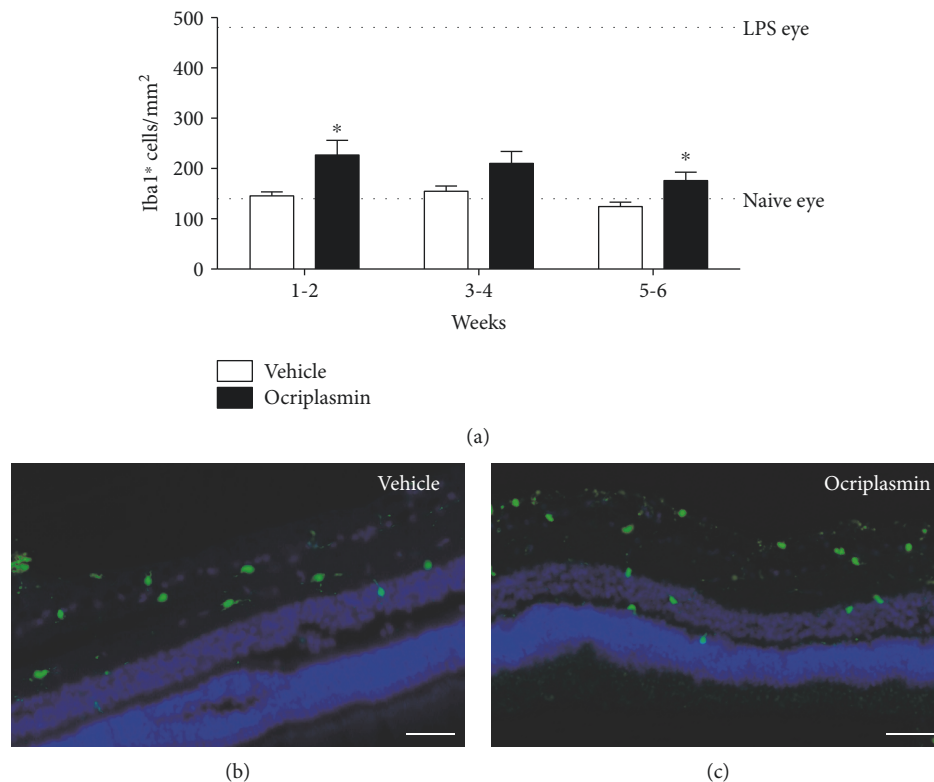 500
400
300
200
100
0
Iba1* cells/mm²
LPS eye
Naive eye
*
*
1-2
3-4
5-6
Weeks
Vehicle
Ocriplasmin
(a)
Vehicle
Ocriplasmin
(b)
(c)